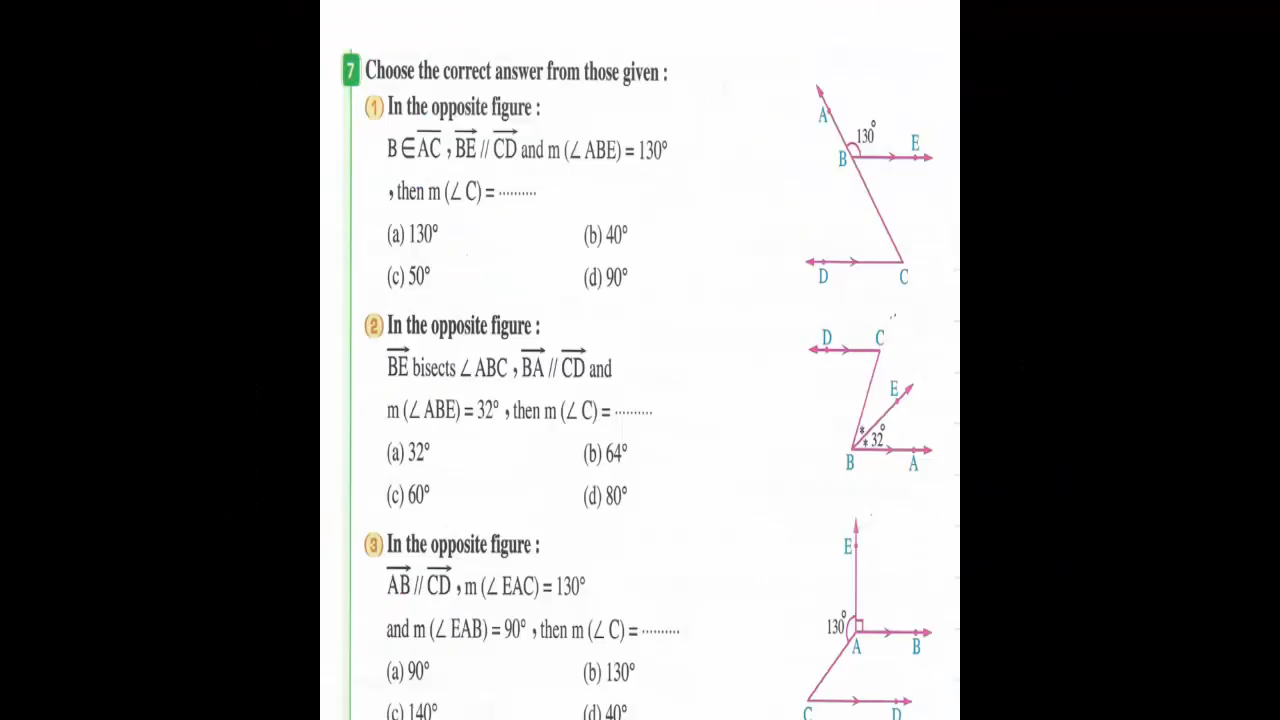 7 Choose the correct answer from those given :
(1) In the opposite figure :
B ∈ AC , BE // CD and m (∠ ABE) = 130°
, then m (∠ C) = ..........
(a) 130° (b) 40°
(c) 50° (d) 90°
A
130°
B
E
D
C
(2) In the opposite figure :
BE bisects ∠ ABC , BA // CD and
m (∠ ABE) = 32° , then m (∠ C) = ..........
(a) 32° (b) 64°
(c) 60° (d) 80°
D
C
E
* * 32°
B
A
(3) In the opposite figure :
AB // CD , m (∠ EAC) = 130°
and m (∠ EAB) = 90° , then m (∠ C) = ..........
(a) 90° (b) 130°
(c) 140° (d) 40°
E
130°
A
B
C
D